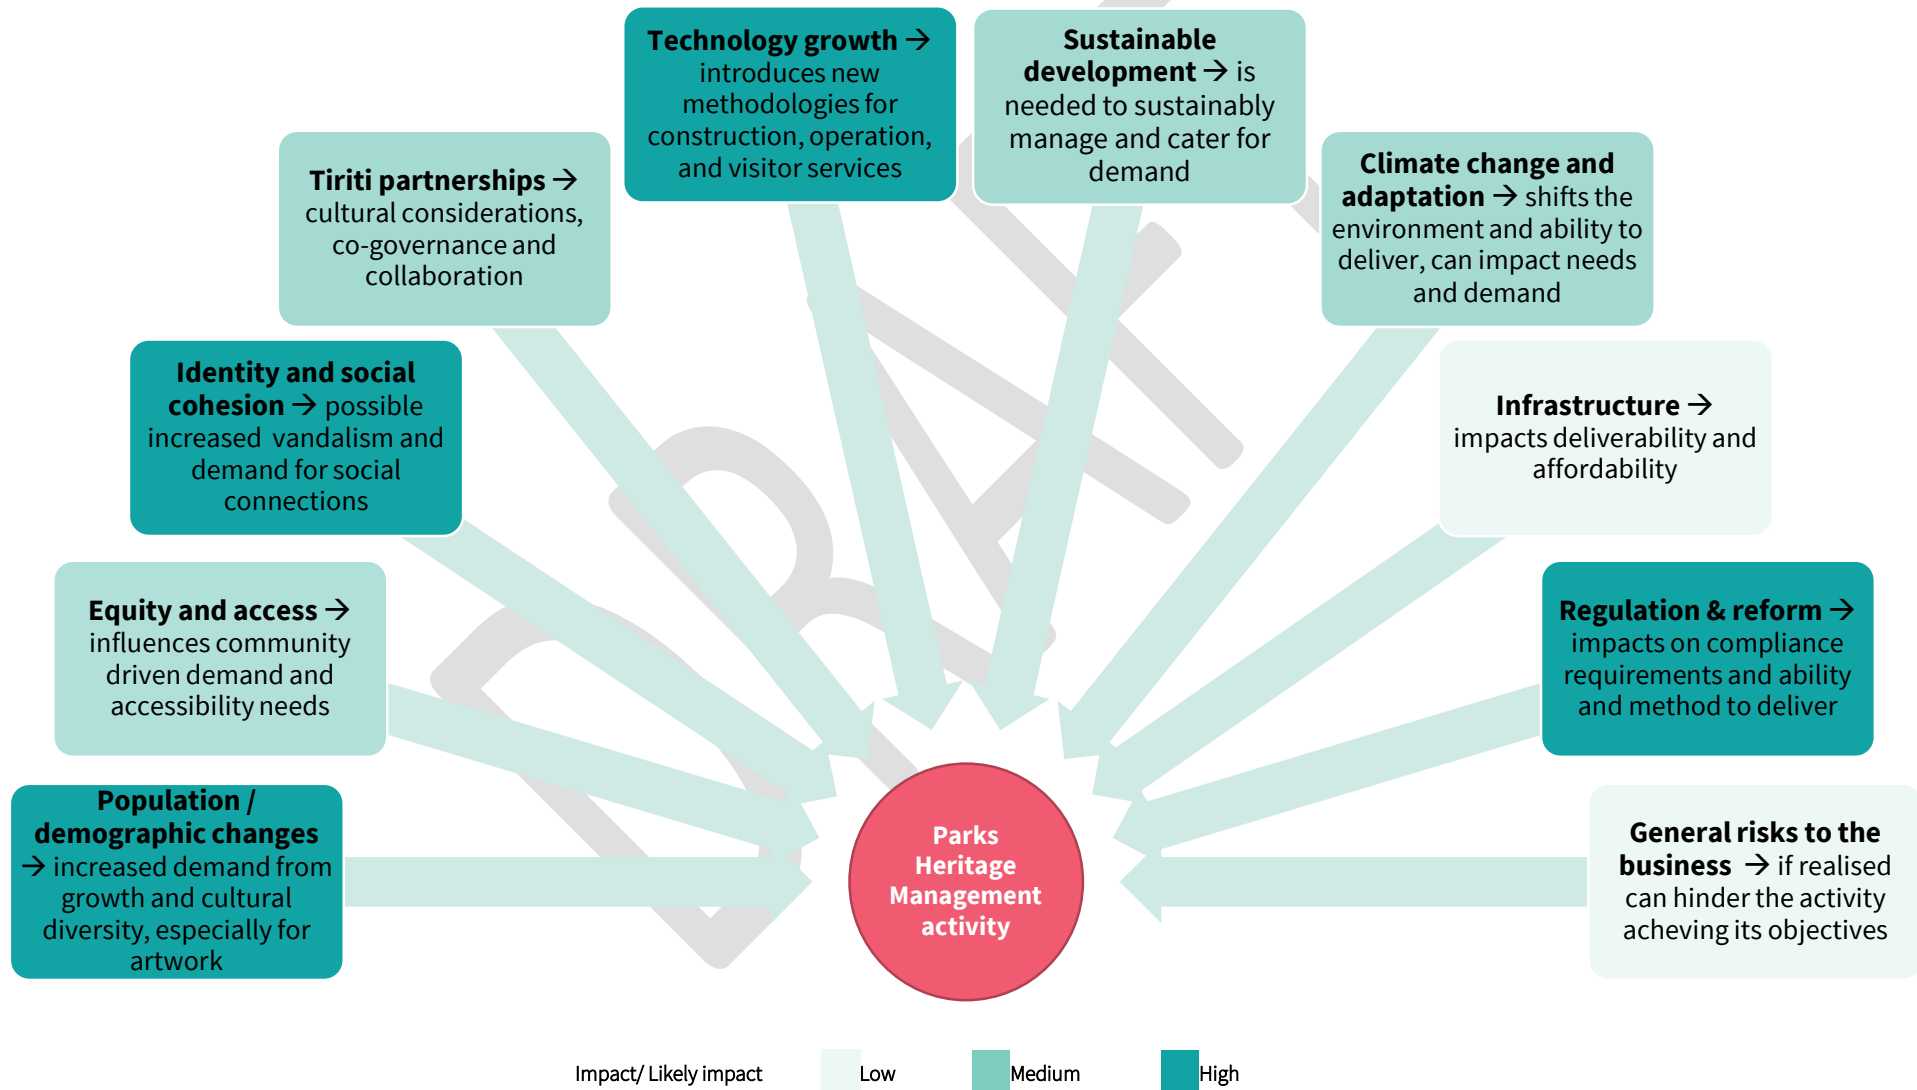 Technology growth →
introduces new
methodologies for
construction, operation,
and visitor services
Sustainable
development → is
needed to sustainably
manage and cater for
demand
Tiriti partnerships →
cultural considerations,
co-governance and
collaboration
Climate change and
adaptation → shifts the
environment and ability to
deliver, can impact needs
and demand
Identity and social
cohesion → possible
increased vandalism and
demand for social
connections
Infrastructure →
impacts deliverability and
affordability
Equity and access →
influences community
driven demand and
accessibility needs
Regulation & reform →
impacts on compliance
requirements and ability
and method to deliver
Population /
demographic changes
→ increased demand from
growth and cultural
diversity, especially for
artwork
General risks to the
business → if realised
can hinder the activity
acheving its objectives
Parks
Heritage
Management
activity
DRAFT
Impact/ Likely impact Low Medium High